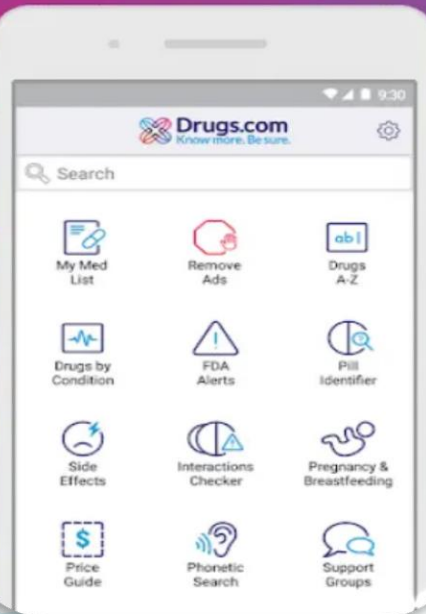 9:30
Drugs.com
Know more. Be sure.
Search
My Med
List
Remove
Ads
Drugs
A-Z
Drugs by
Condition
FDA
Alerts
Pill
Identifier
Side
Effects
Interactions
Checker
Pregnancy &
Breastfeeding
Price
Guide
Phonetic
Search
Support
Groups